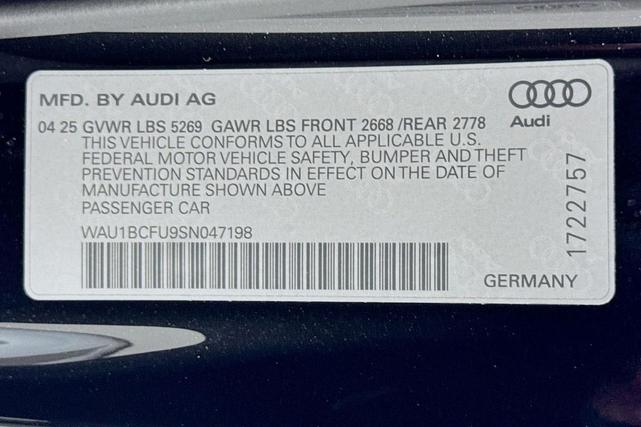 MFD. BY AUDI AG
Audi
04 25 GVWR LBS 5269 GAWR LBS FRONT 2668 /REAR 2778
THIS VEHICLE CONFORMS TO ALL APPLICABLE U.S.
FEDERAL MOTOR VEHICLE SAFETY, BUMPER AND THEFT
PREVENTION STANDARDS IN EFFECT ON THE DATE OF
MANUFACTURE SHOWN ABOVE
PASSENGER CAR
WAU1BCFU9SN047198
GERMANY
1722757